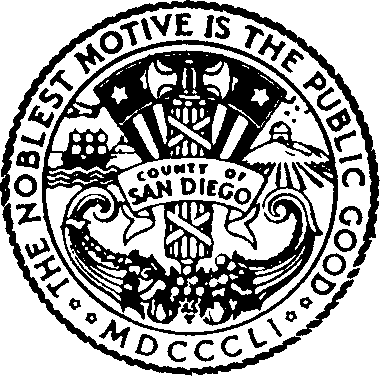 THE NOBLEST MOTIVE IS THE PUBLIC GOOD
COUNTY OF
SAN DIEGO
MDCCCLI